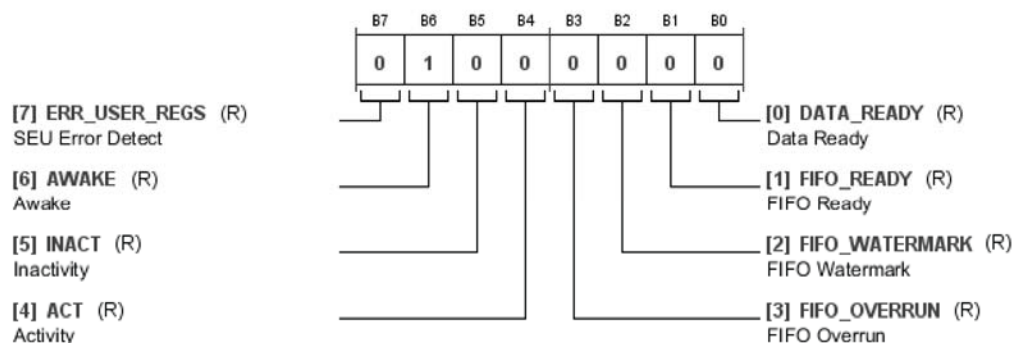 B7 B6 B5 B4 B3 B2 B1 B0
0 1 0 0 0 0 0 0
[7] ERR_USER_REGS (R)
SEU Error Detect
[6] AWAKE (R)
Awake
[5] INACT (R)
Inactivity
[4] ACT (R)
Activity
[0] DATA_READY (R)
Data Ready
[1] FIFO_READY (R)
FIFO Ready
[2] FIFO_WATERMARK (R)
FIFO Watermark
[3] FIFO_OVERRUN (R)
FIFO Overrun